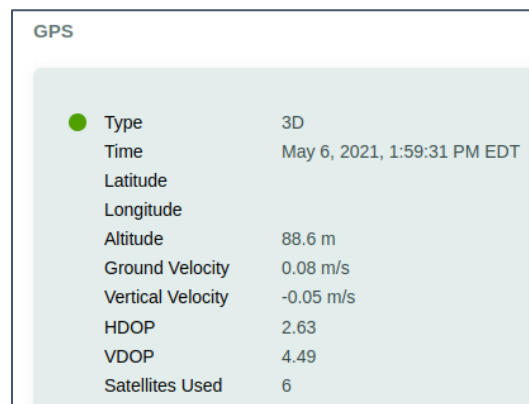 GPS
Type 3D
Time May 6, 2021, 1:59:31 PM EDT
Latitude
Longitude
Altitude 88.6 m
Ground Velocity 0.08 m/s
Vertical Velocity -0.05 m/s
HDOP 2.63
VDOP 4.49
Satellites Used 6